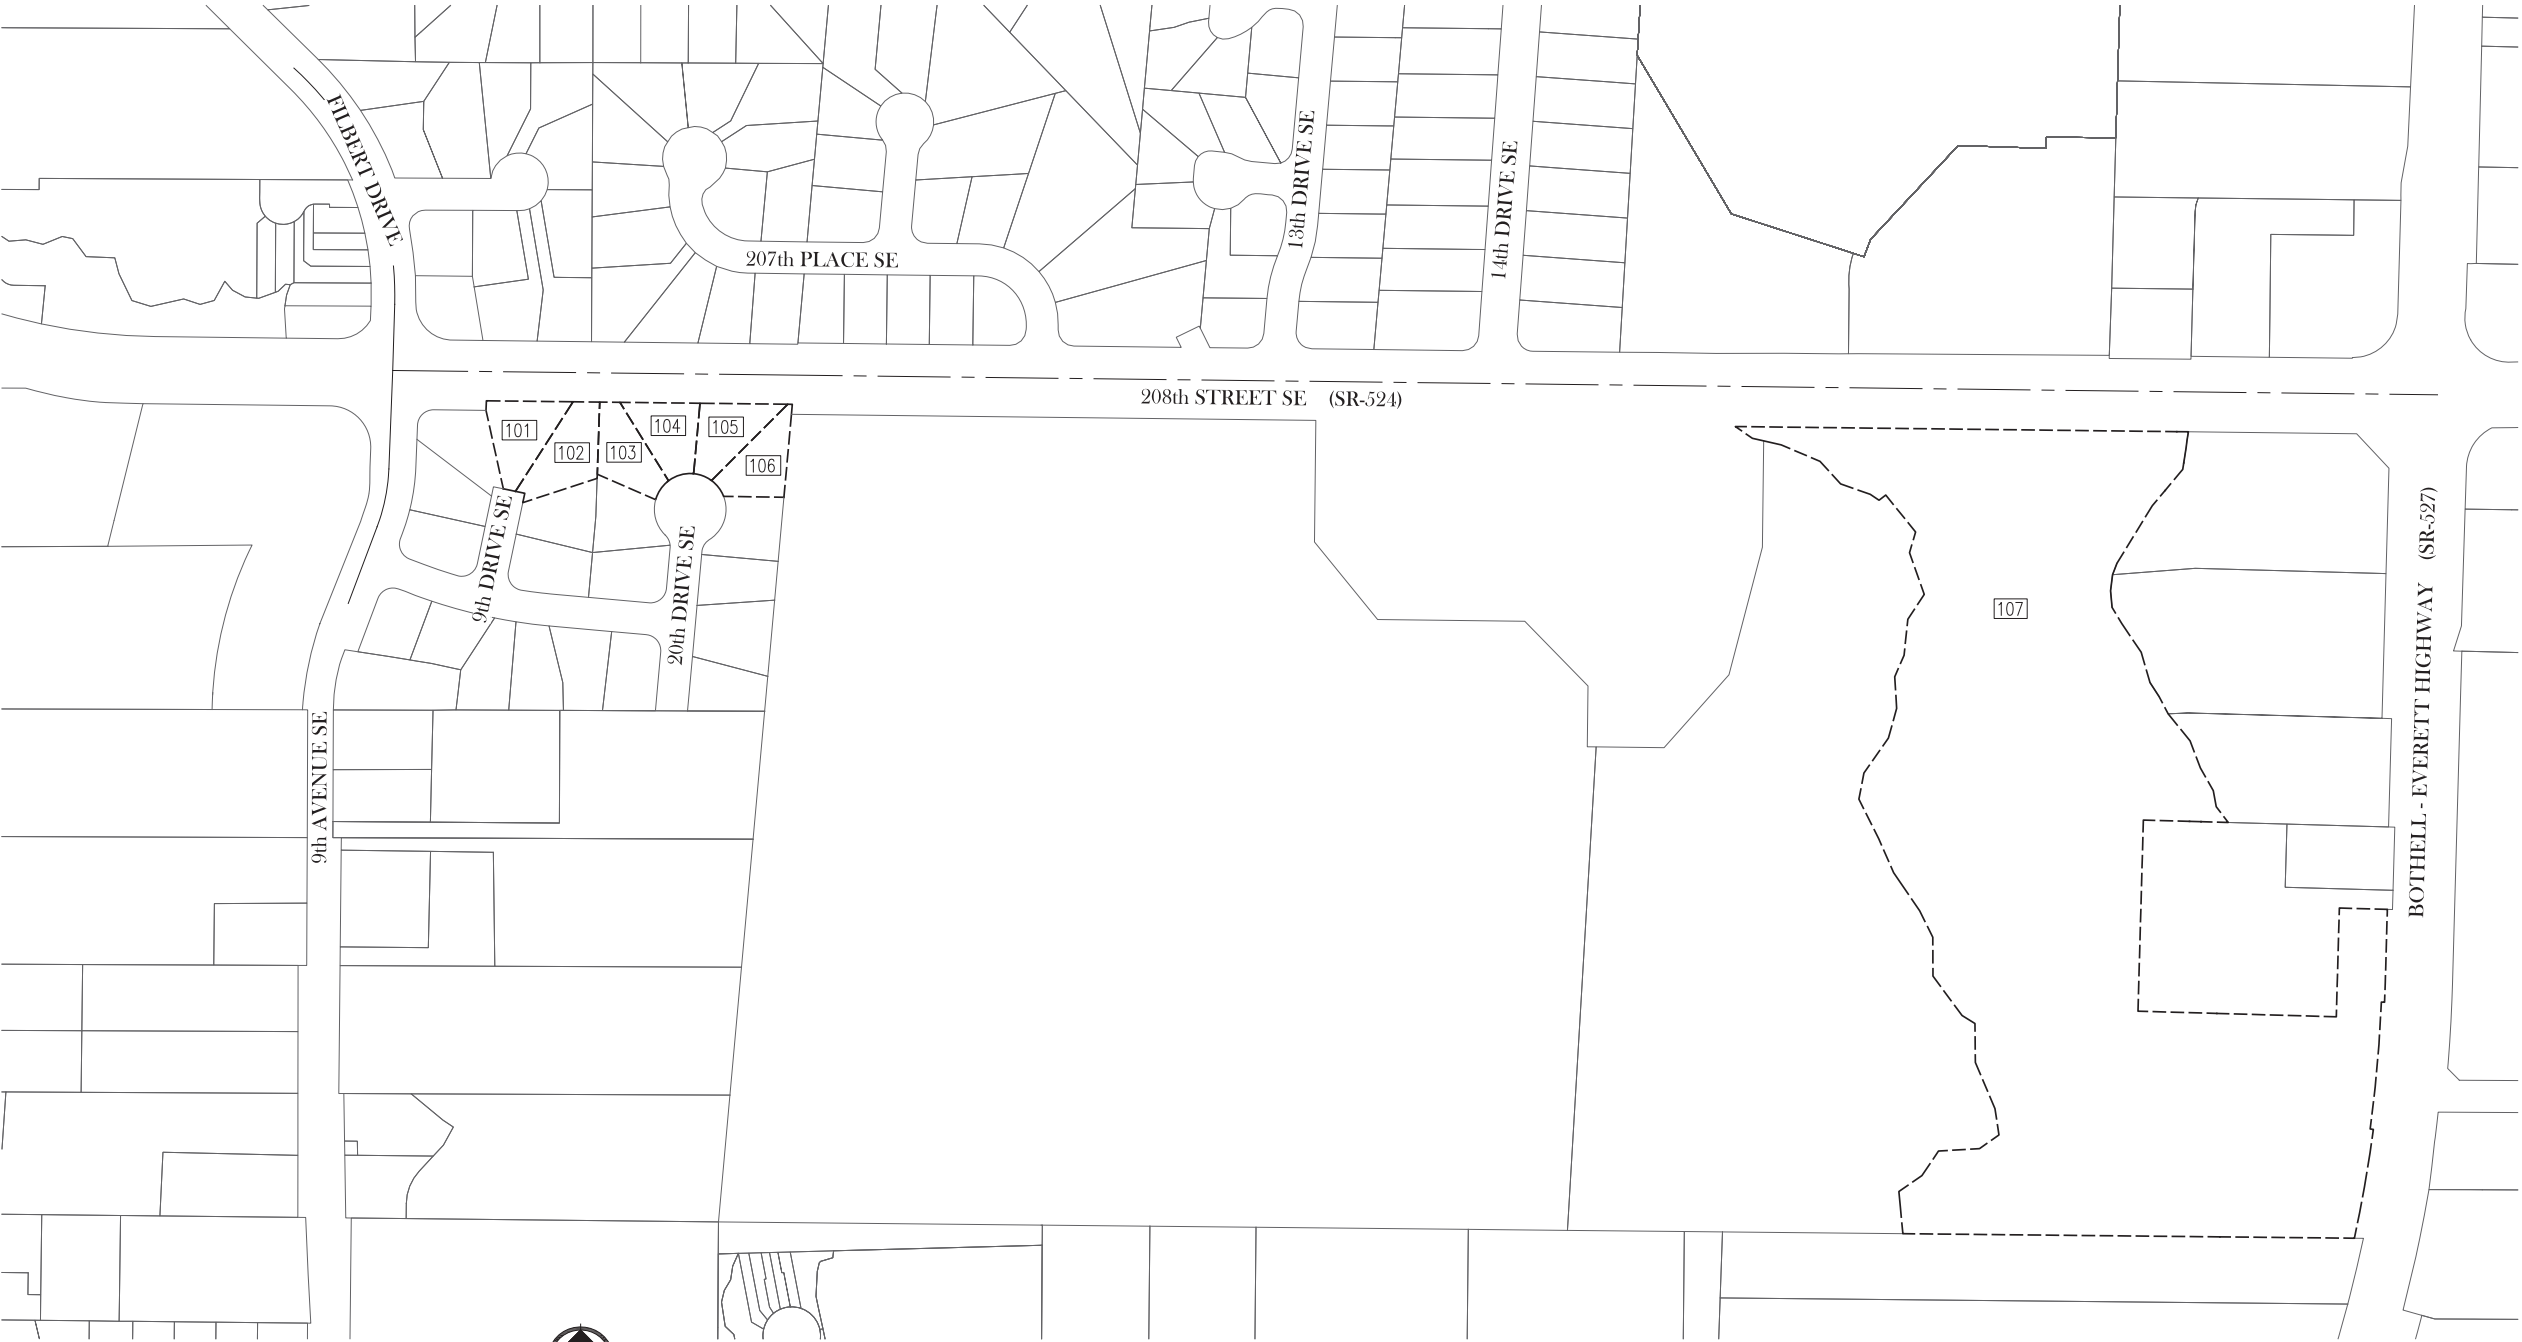 FILBERT DRIVE
13th DRIVE SE
14th DRIVE SE
207th PLACE SE
208th STREET SE (SR-524)
101
102
103
104
105
106
9th DRIVE SE
20th DRIVE SE
107
BOTHELL - EVERETT HIGHWAY (SR-527)
9th AVENUE SE